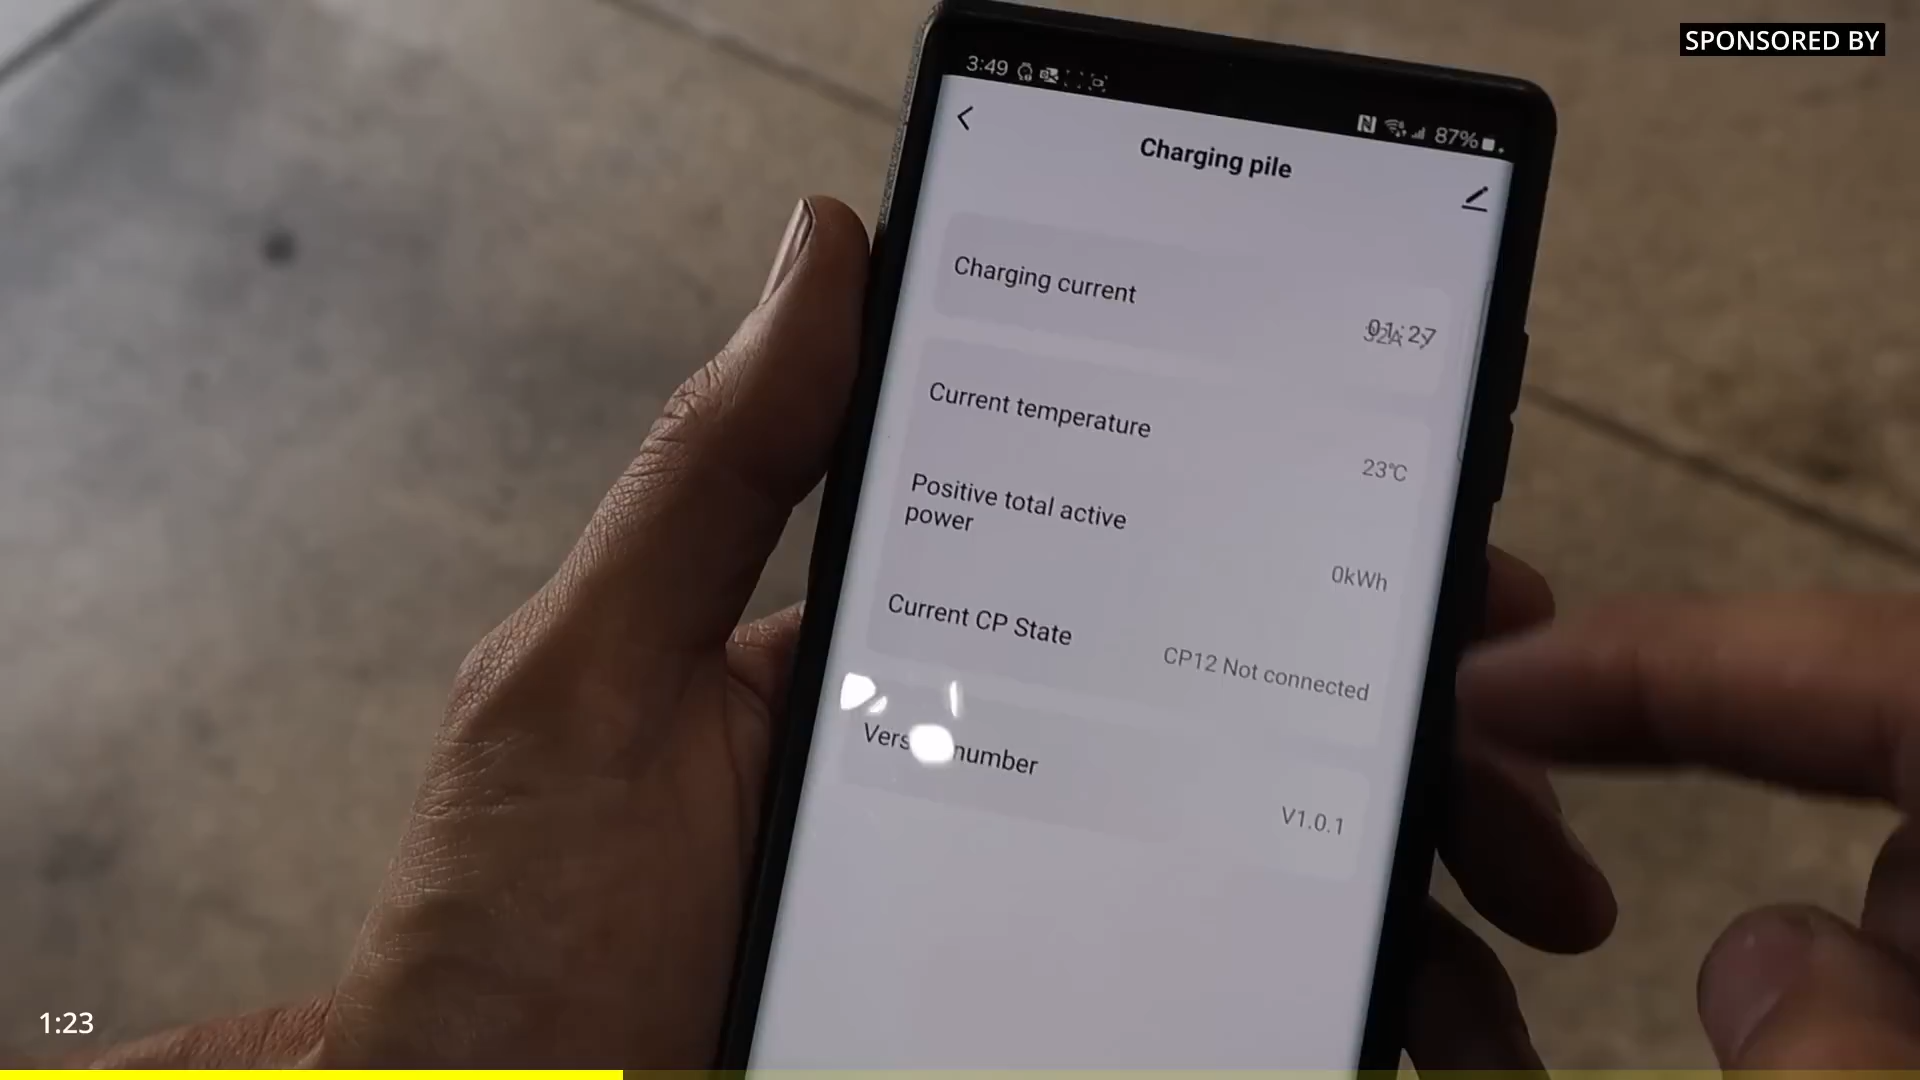 SPONSORED BY
3:49
87%
Charging pile
Charging current
Current temperature
23℃
Positive total active
power
0kWh
Current CP State
CP12 Not connected
number
V1.0.1
1:23